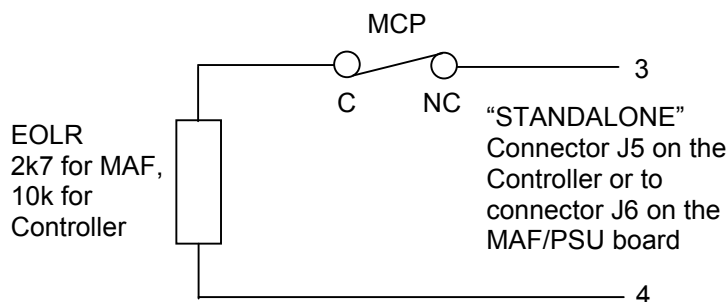 MCP
3
C NC
EOLR
2k7 for MAF,
10k for
Controller
“STANDALONE”
Connector J5 on the
Controller or to
connector J6 on the
MAF/PSU board
4